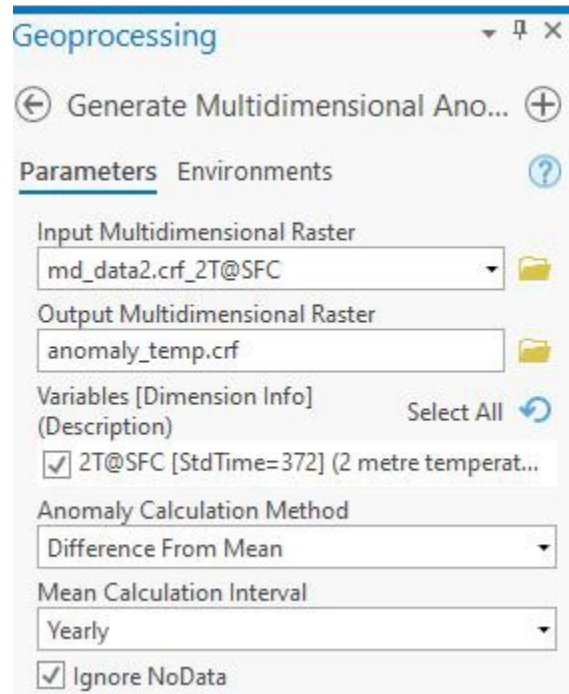 Geoprocessing
Generate Multidimensional Ano...
Parameters Environments
Input Multidimensional Raster
md_data2.crf_2T@SFC
Output Multidimensional Raster
anomaly_temp.crf
Variables [Dimension Info]
(Description)
Select All
2T@SFC [StdTime=372] (2 metre temperat...
Anomaly Calculation Method
Difference From Mean
Mean Calculation Interval
Yearly
Ignore NoData